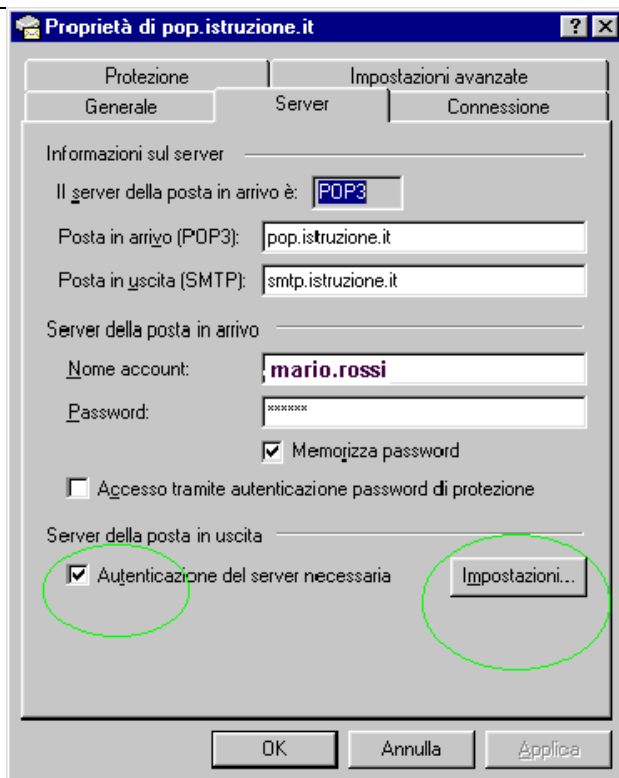 Proprietà di pop.istruzione.it
Protezione Impostazioni avanzate
Generale Server Connessione
Informazioni sul server
Il server della posta in arrivo è: POP3
Posta in arrivo (POP3): pop.istruzione.it
Posta in uscita (SMTP): smtp.istruzione.it
Server della posta in arrivo
Nome account: mario.rossi
Password: ××××××
Memorizza password
Accesso tramite autenticazione password di protezione
Server della posta in uscita
Autenticazione del server necessaria Impostazioni...
OK Annulla Applica